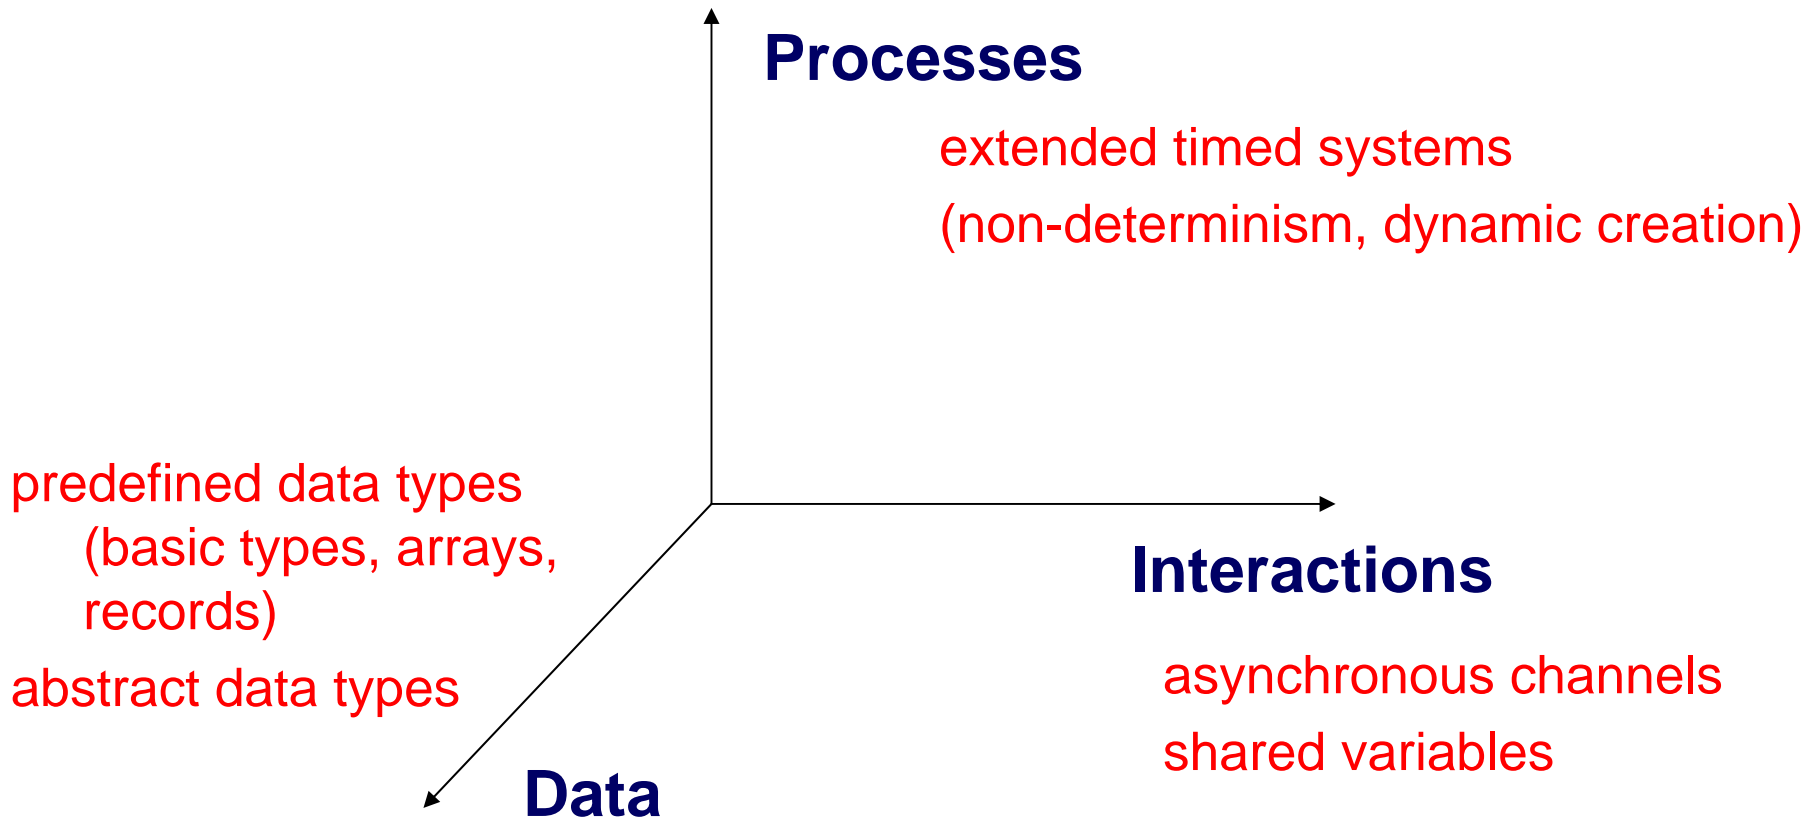 Processes
extended timed systems
(non-determinism, dynamic creation)
predefined data types
(basic types, arrays,
records)
abstract data types
Interactions
asynchronous channels
shared variables
Data